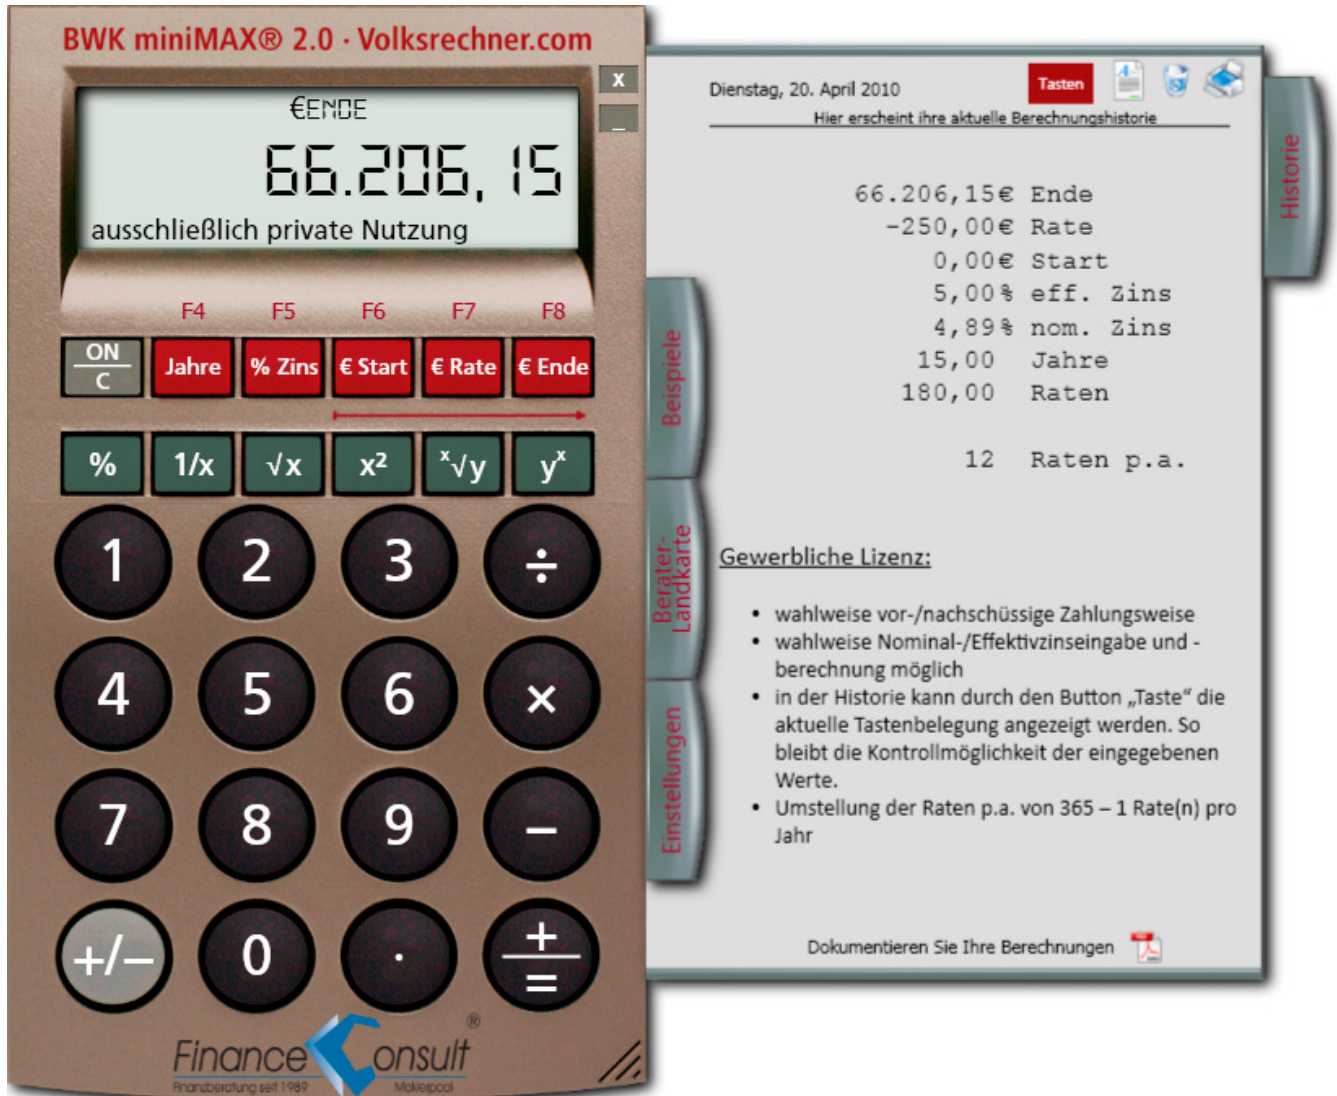 BWK miniMAX® 2.0 · Volksrechner.com
X
_
€ENDE
66.206,15
ausschließlich private Nutzung
F4 F5 F6 F7 F8
ON
C
Jahre % Zins € Start € Rate € Ende
% 1/x √x x² ˣ√y yˣ
1 2 3 ÷
4 5 6 ×
7 8 9 –
+/– 0 · +
=
Finance Consult ®
Finanzberatung seit 1989 Maklerpool
Beispiele
Berater-
Landkarte
Einstellungen
Historie
Dienstag, 20. April 2010 Tasten
Hier erscheint ihre aktuelle Berechnungshistorie
66.206,15€ Ende
-250,00€ Rate
0,00€ Start
5,00% eff. Zins
4,89% nom. Zins
15,00 Jahre
180,00 Raten
12 Raten p.a.
Gewerbliche Lizenz:
• wahlweise vor-/nachschüssige Zahlungsweise
• wahlweise Nominal-/Effektivzinseingabe und -
berechnung möglich
• in der Historie kann durch den Button „Taste“ die
aktuelle Tastenbelegung angezeigt werden. So
bleibt die Kontrollmöglichkeit der eingegebenen
Werte.
• Umstellung der Raten p.a. von 365 – 1 Rate(n) pro
Jahr
Dokumentieren Sie Ihre Berechnungen